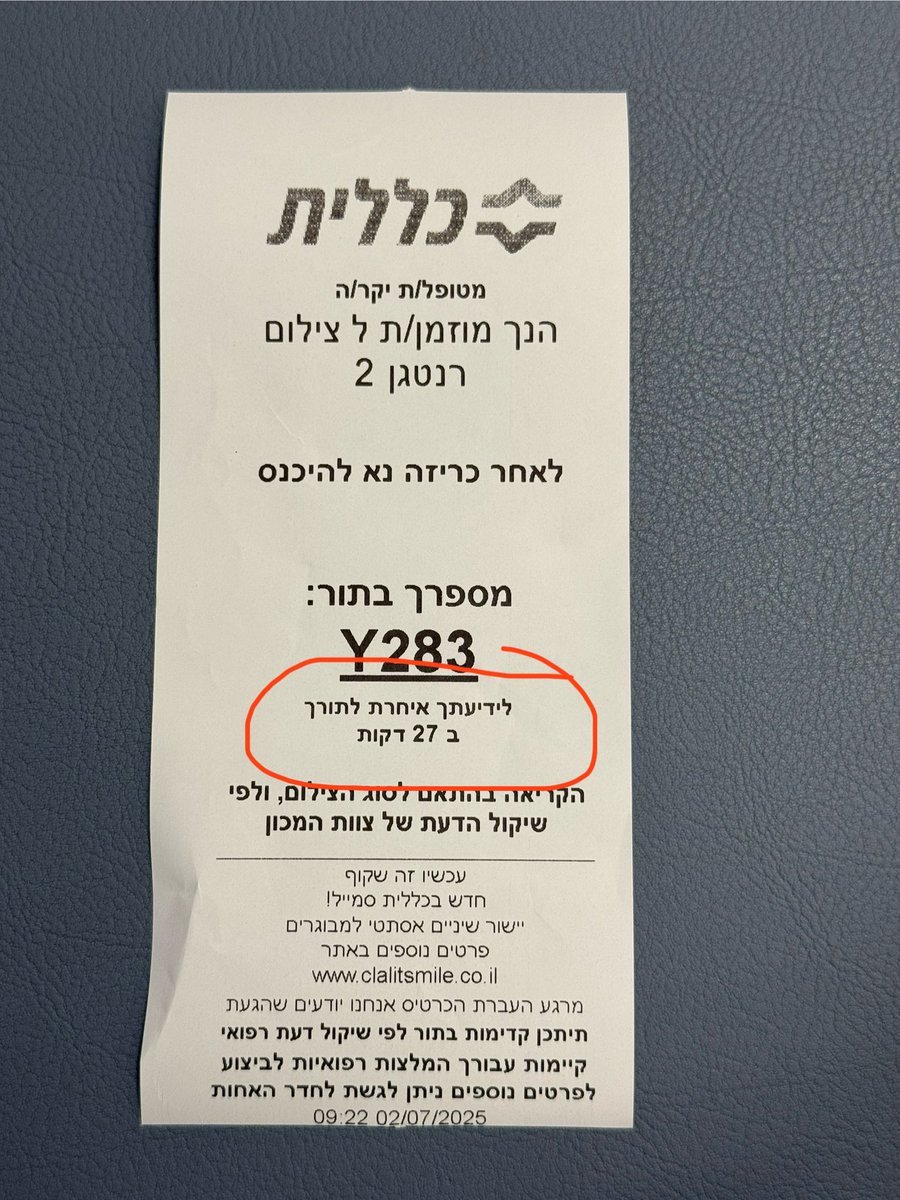 כללית
מטופל/ת יקר/ה
הנך מוזמן/ת ל צילום
רנטגן 2
לאחר כריזה נא להיכנס
מספרך בתור:
Y283
לידיעתך איחרת לתורך
ב 27 דקות
הקריאה בהתאם לסוג הצילום, ולפי
שיקול הדעת של צוות המכון
עכשיו זה שקוף
חדש בכללית סמייל!
יישור שיניים אסתטי למבוגרים
פרטים נוספים באתר
www.clalitsmile.co.il
מרגע העברת הכרטיס אנחנו יודעים שהגעת
תיתכן קדימות בתור לפי שיקול דעת רפואי
קיימות עבורך המלצות רפואיות לביצוע
לפרטים נוספים ניתן לגשת לחדר האחות
09:22 02/07/2025